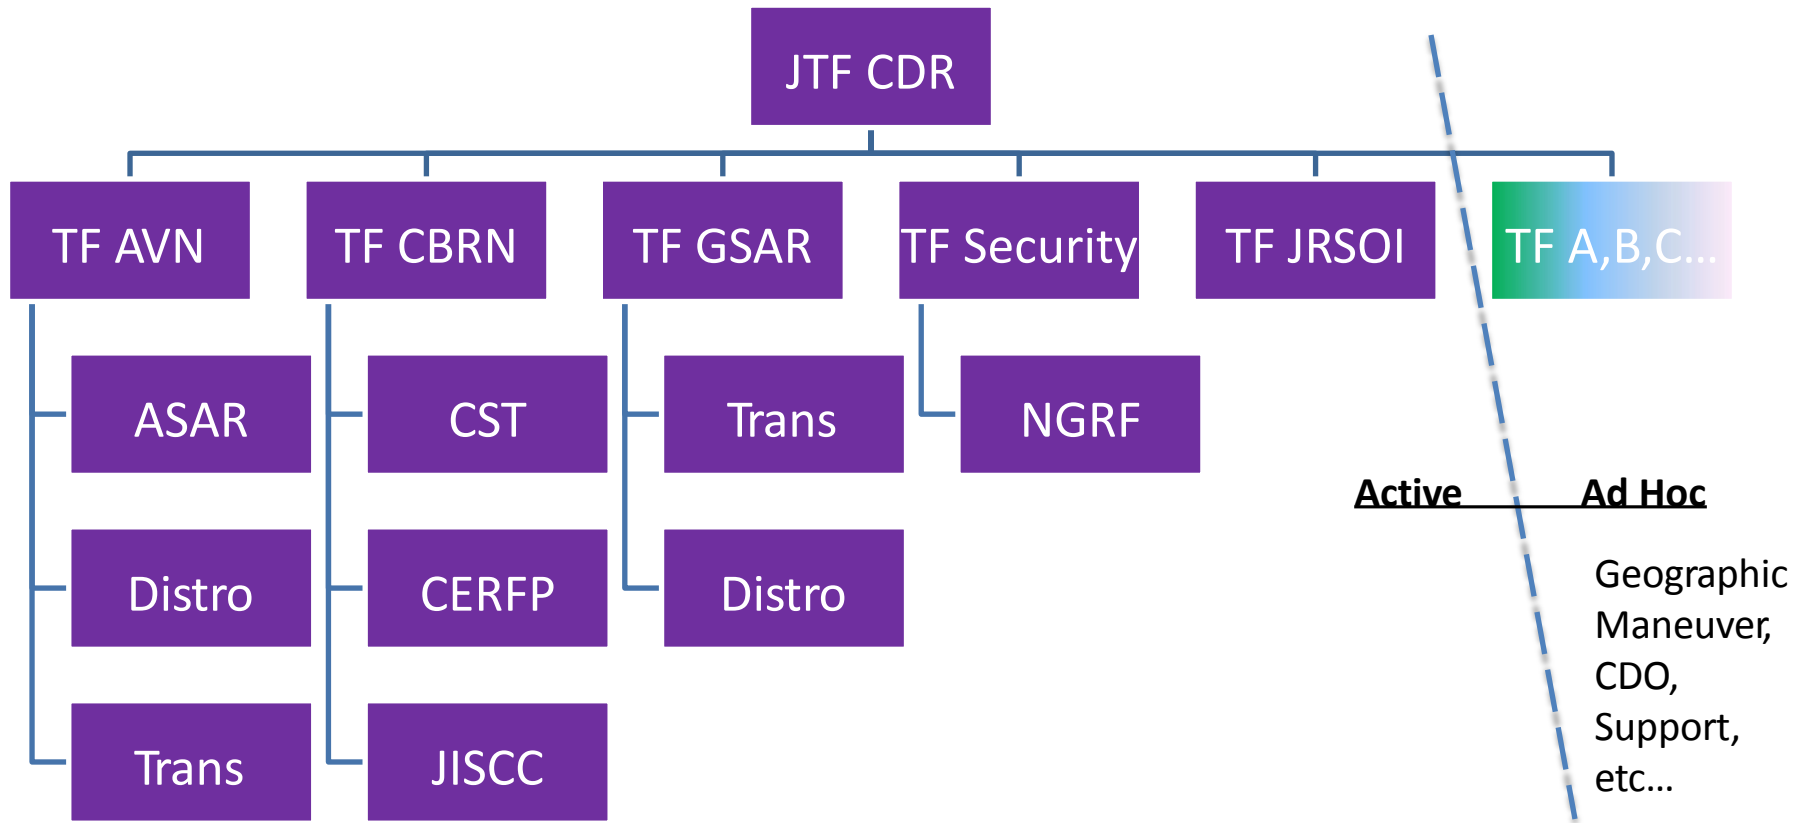 JTF CDR
TF AVN
TF CBRN
TF GSAR
TF Security
TF JRSOI
TF A,B,C...
ASAR
CST
Trans
NGRF
Active
Ad Hoc
Distro
CERFP
Distro
Geographic
Maneuver,
CDO,
Support,
etc...
Trans
JISCC